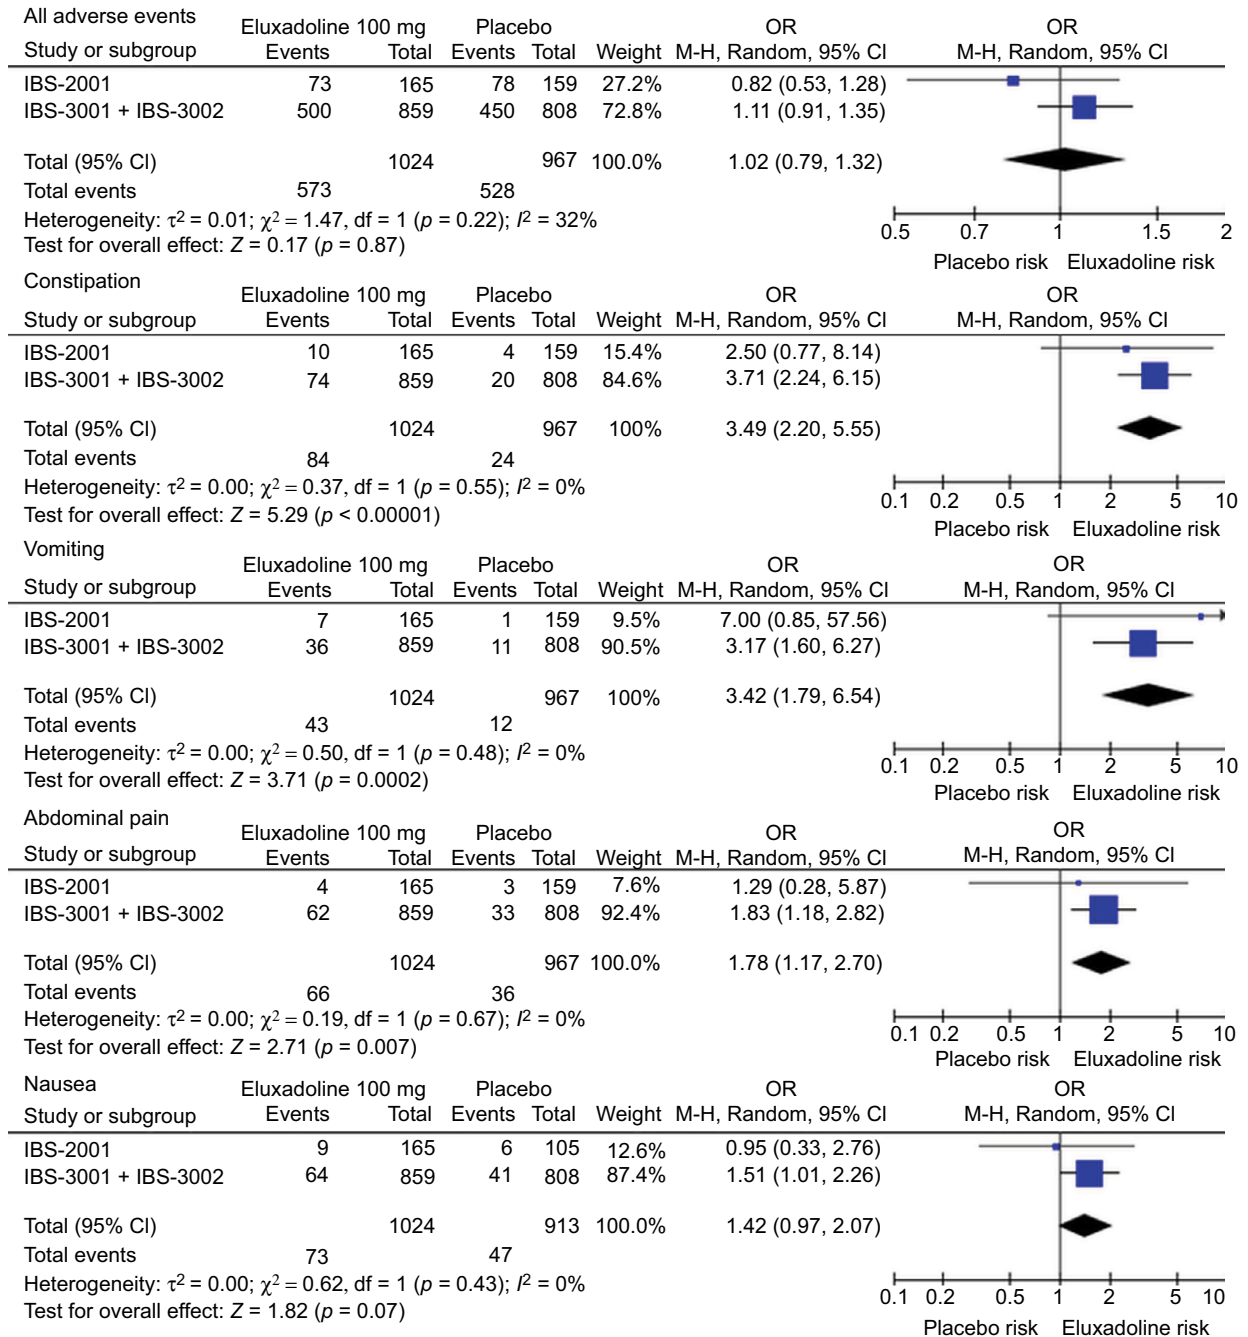 All adverse events
Eluxadoline 100 mg Placebo OR OR
Study or subgroup Events Total Events Total Weight M-H, Random, 95% CI M-H, Random, 95% CI
IBS-2001 73 165 78 159 27.2% 0.82 (0.53, 1.28)
IBS-3001 + IBS-3002 500 859 450 808 72.8% 1.11 (0.91, 1.35)
Total (95% CI) 1024 967 100.0% 1.02 (0.79, 1.32)
Total events 573 528
Heterogeneity: τ² = 0.01; χ² = 1.47, df = 1 (p = 0.22); I² = 32%
Test for overall effect: Z = 0.17 (p = 0.87)
0.5 0.7 1 1.5 2
Placebo risk Eluxadoline risk
Constipation
Eluxadoline 100 mg Placebo OR OR
Study or subgroup Events Total Events Total Weight M-H, Random, 95% CI M-H, Random, 95% CI
IBS-2001 10 165 4 159 15.4% 2.50 (0.77, 8.14)
IBS-3001 + IBS-3002 74 859 20 808 84.6% 3.71 (2.24, 6.15)
Total (95% CI) 1024 967 100% 3.49 (2.20, 5.55)
Total events 84 24
Heterogeneity: τ² = 0.00; χ² = 0.37, df = 1 (p = 0.55); I² = 0%
Test for overall effect: Z = 5.29 (p < 0.00001)
0.1 0.2 0.5 1 2 5 10
Placebo risk Eluxadoline risk
Vomiting
Eluxadoline 100 mg Placebo OR OR
Study or subgroup Events Total Events Total Weight M-H, Random, 95% CI M-H, Random, 95% CI
IBS-2001 7 165 1 159 9.5% 7.00 (0.85, 57.56)
IBS-3001 + IBS-3002 36 859 11 808 90.5% 3.17 (1.60, 6.27)
Total (95% CI) 1024 967 100% 3.42 (1.79, 6.54)
Total events 43 12
Heterogeneity: τ² = 0.00; χ² = 0.50, df = 1 (p = 0.48); I² = 0%
Test for overall effect: Z = 3.71 (p = 0.0002)
0.1 0.2 0.5 1 2 5 10
Placebo risk Eluxadoline risk
Abdominal pain
Eluxadoline 100 mg Placebo OR OR
Study or subgroup Events Total Events Total Weight M-H, Random, 95% CI M-H, Random, 95% CI
IBS-2001 4 165 3 159 7.6% 1.29 (0.28, 5.87)
IBS-3001 + IBS-3002 62 859 33 808 92.4% 1.83 (1.18, 2.82)
Total (95% CI) 1024 967 100.0% 1.78 (1.17, 2.70)
Total events 66 36
Heterogeneity: τ² = 0.00; χ² = 0.19, df = 1 (p = 0.67); I² = 0%
Test for overall effect: Z = 2.71 (p = 0.007)
0.1 0.2 0.5 1 2 5 10
Placebo risk Eluxadoline risk
Nausea
Eluxadoline 100 mg Placebo OR OR
Study or subgroup Events Total Events Total Weight M-H, Random, 95% CI M-H, Random, 95% CI
IBS-2001 9 165 6 105 12.6% 0.95 (0.33, 2.76)
IBS-3001 + IBS-3002 64 859 41 808 87.4% 1.51 (1.01, 2.26)
Total (95% CI) 1024 913 100.0% 1.42 (0.97, 2.07)
Total events 73 47
Heterogeneity: τ² = 0.00; χ² = 0.62, df = 1 (p = 0.43); I² = 0%
Test for overall effect: Z = 1.82 (p = 0.07)
0.1 0.2 0.5 1 2 5 10
Placebo risk Eluxadoline risk